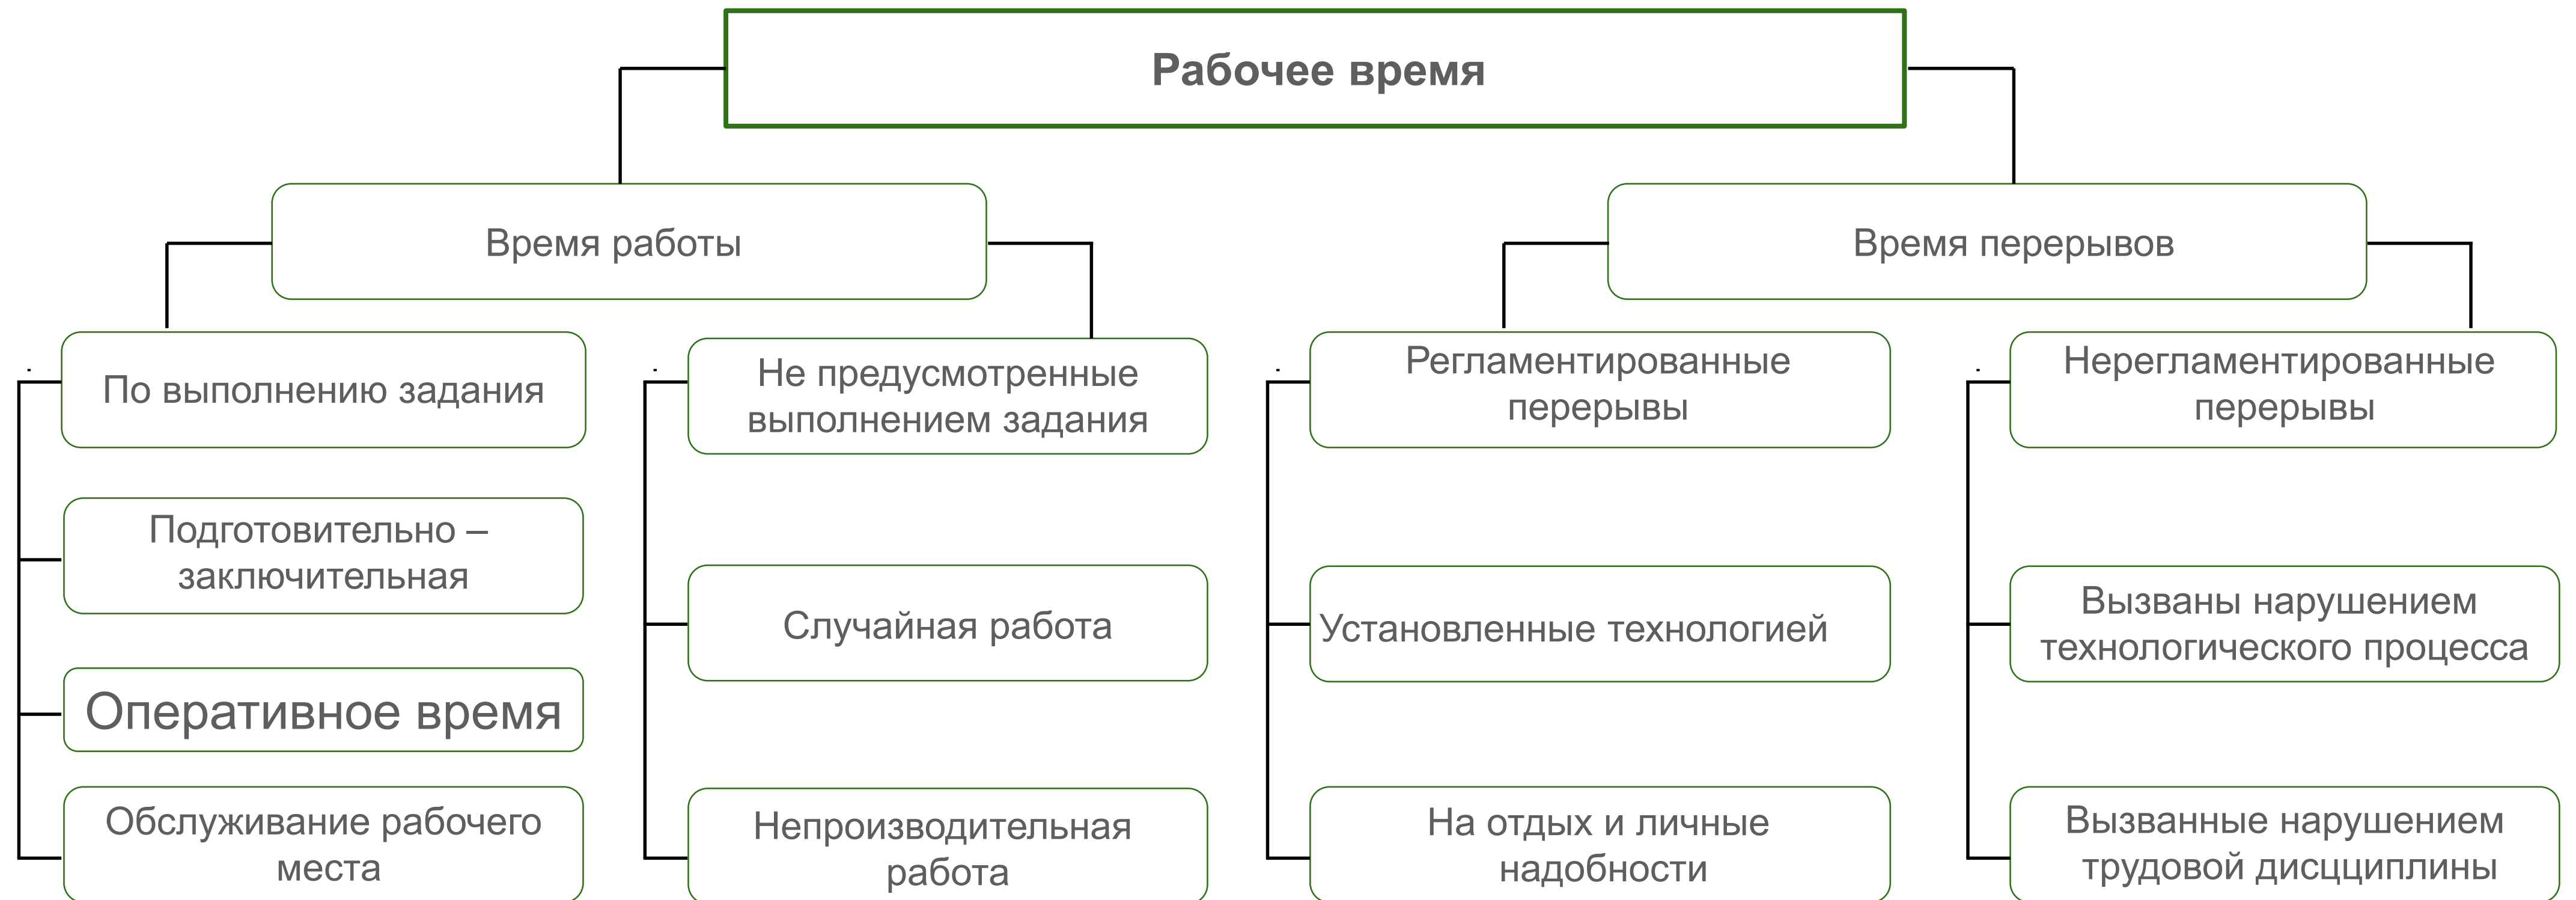 Рабочее время
Время работы
Время перерывов
По выполнению задания
Не предусмотренные
выполнением задания
Регламентированные
перерывы
Нерегламентированные
перерывы
Подготовительно –
заключительная
Оперативное время
Обслуживание рабочего
места
Случайная работа
Непроизводительная
работа
Установленные технологией
На отдых и личные
надобности
Вызваны нарушением
технологического процесса
Вызванные нарушением
трудовой дисцциплины